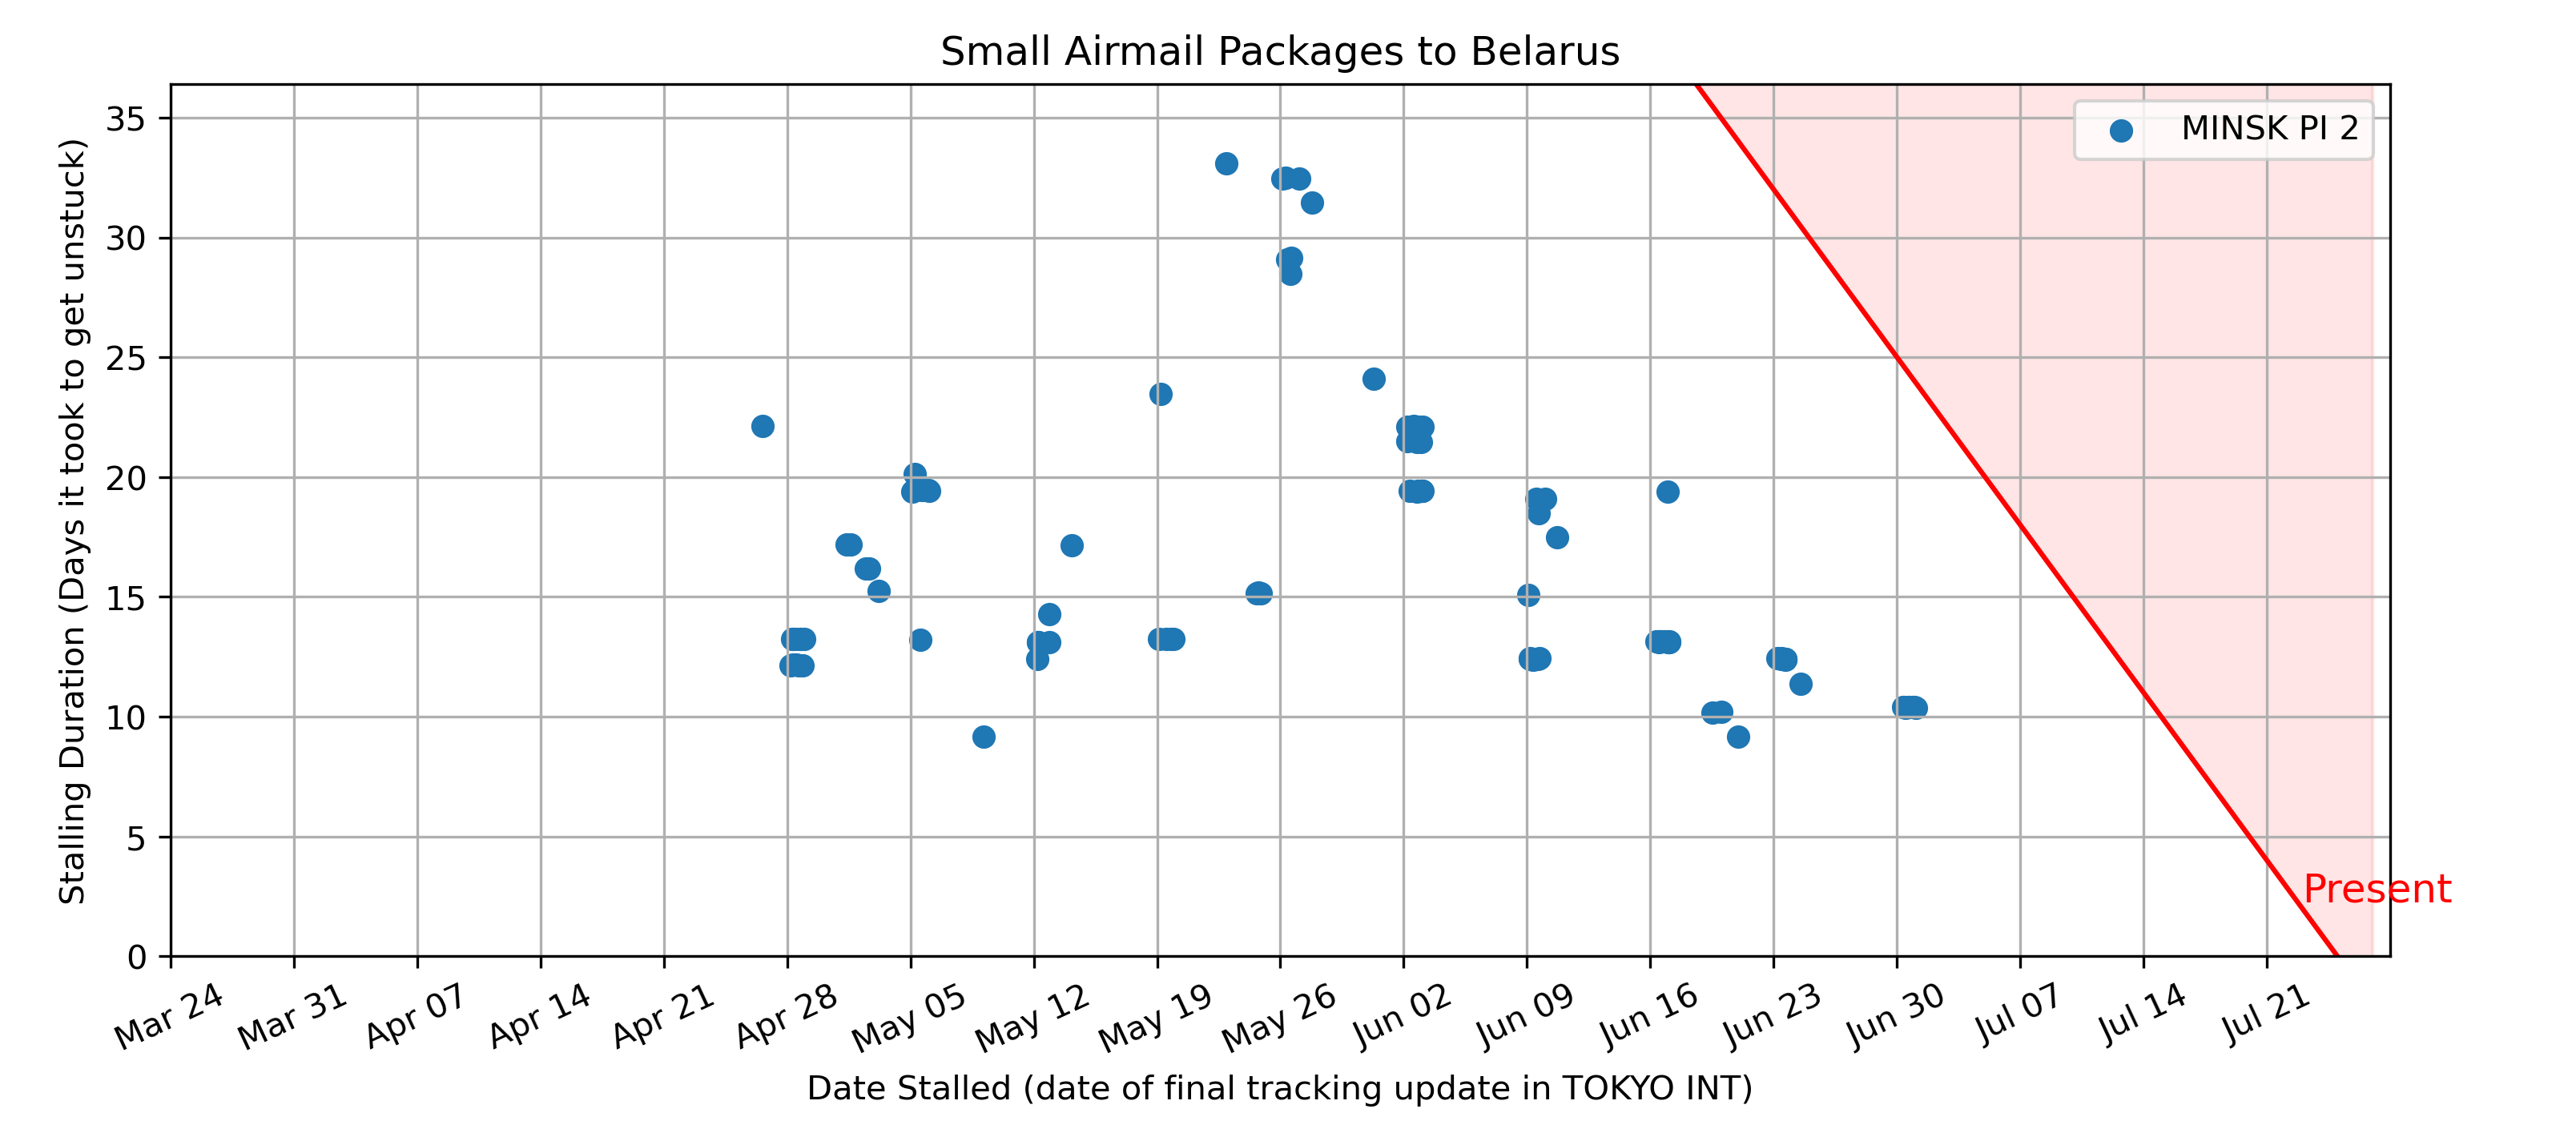 Small Airmail Packages to Belarus
MINSK PI 2
Stalling Duration (Days it took to get unstuck)
35
30
25
20
15
10
5
0
Present
Mar 24
Mar 31
Apr 07
Apr 14
Apr 21
Apr 28
May 05
May 12
May 19
May 26
Jun 02
Jun 09
Jun 16
Jun 23
Jun 30
Jul 07
Jul 14
Jul 21
Date Stalled (date of final tracking update in TOKYO INT)